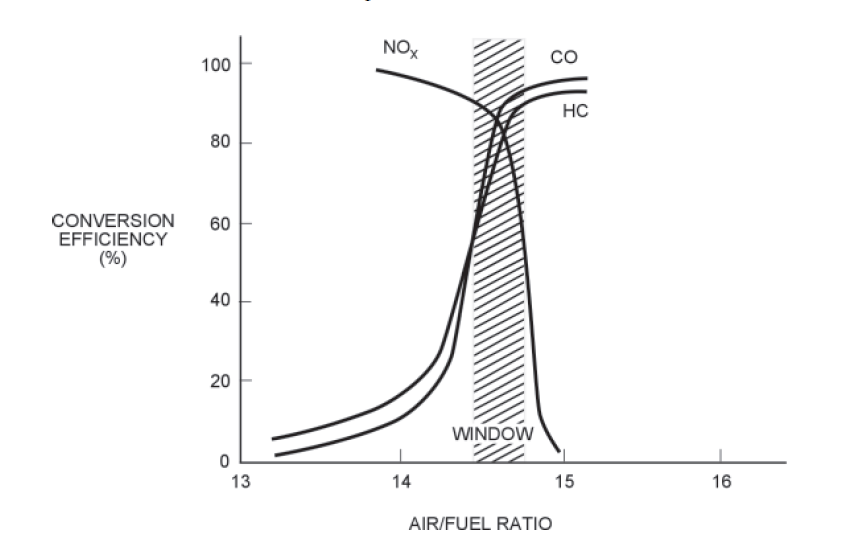 NOX
CO
HC
100
80
60
40
20
0
CONVERSION
EFFICIENCY
(%)
WINDOW
13 14 15 16
AIR/FUEL RATIO